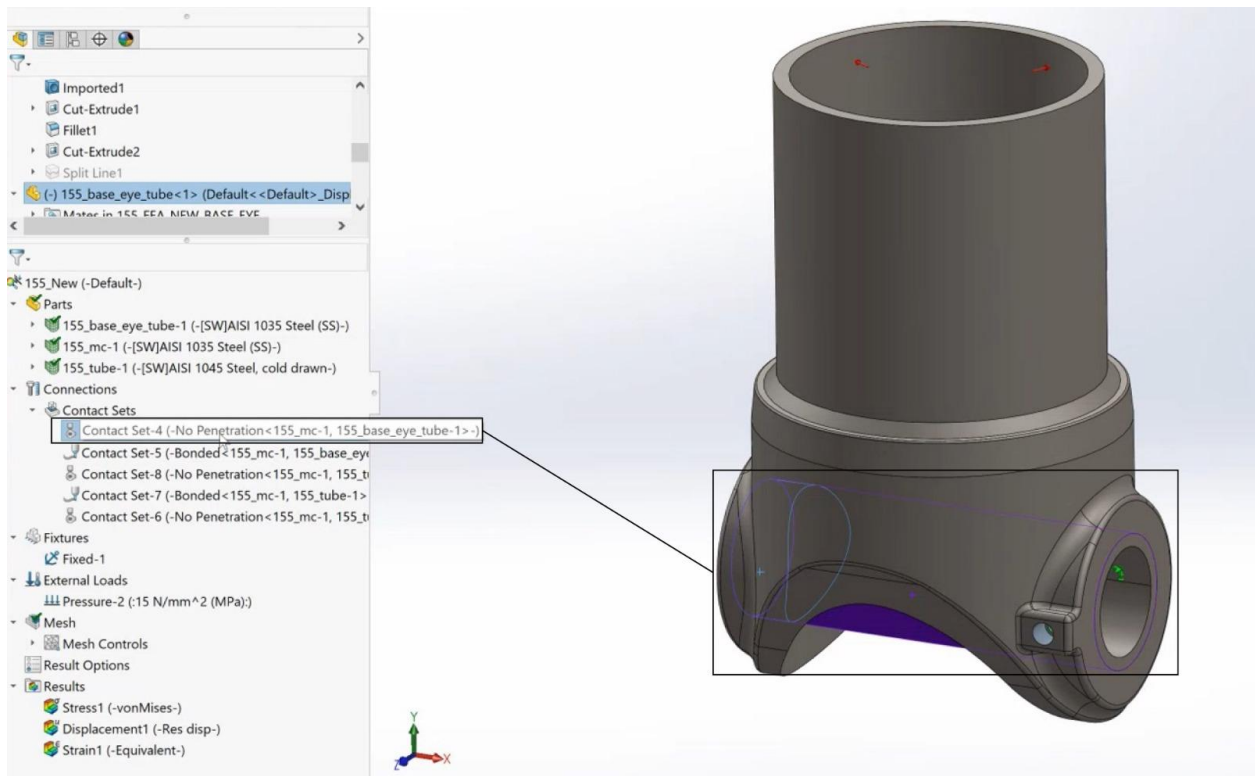 Imported1
Cut-Extrude1
Fillet1
Cut-Extrude2
Split Line1
(-) 155_base_eye_tube<1> (Default<<Default>_Disp
Mates in 155_FEA_NEW_BASE_EYE
155_New (-Default-)
Parts
155_base_eye_tube-1 (-[SW]AISI 1035 Steel (SS)-)
155_mc-1 (-[SW]AISI 1035 Steel (SS)-)
155_tube-1 (-[SW]AISI 1045 Steel, cold drawn-)
Connections
Contact Sets
Contact Set-4 (-No Penetration<155_mc-1, 155_base_eye_tube-1>-)
Contact Set-5 (-Bonded<155_mc-1, 155_base_eye
Contact Set-8 (-No Penetration<155_mc-1, 155_t
Contact Set-7 (-Bonded<155_mc-1, 155_tube-1>
Contact Set-6 (-No Penetration<155_mc-1, 155_t
Fixtures
Fixed-1
External Loads
Pressure-2 (:15 N/mm^2 (MPa):)
Mesh
Mesh Controls
Result Options
Results
Stress1 (-vonMises-)
Displacement1 (-Res disp-)
Strain1 (-Equivalent-)
Y
X
Z